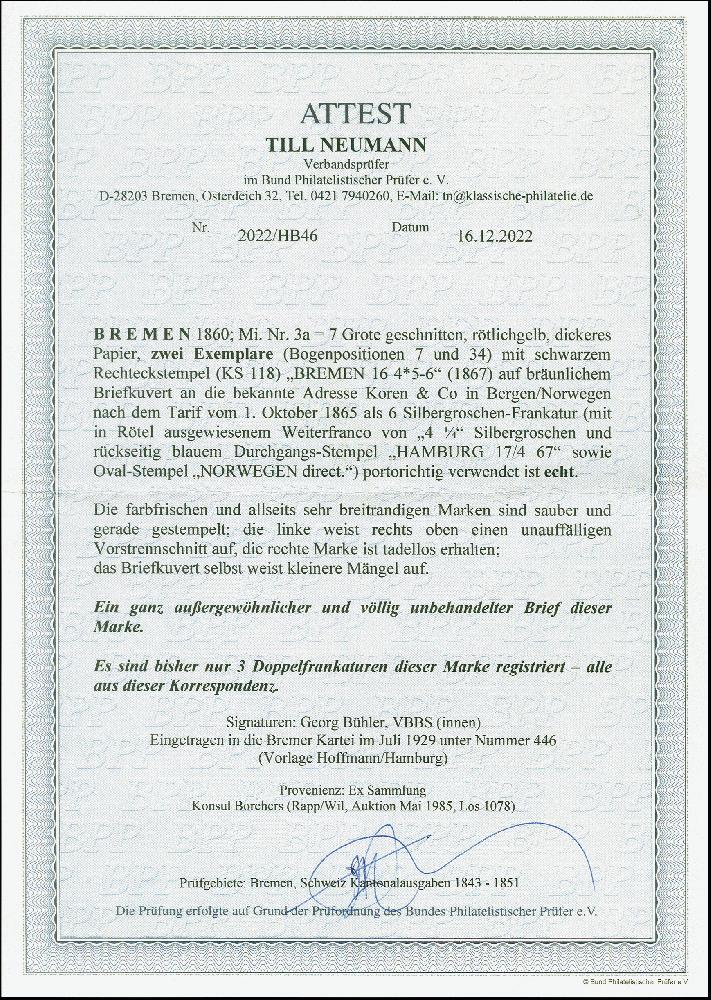 ATTEST
TILL NEUMANN
Verbandsprüfer
im Bund Philatelistischer Prüfer e. V.
D-28203 Bremen, Osterdeich 32, Tel. 0421 7940260, E-Mail: tn@klassische-philatelie.de
Nr. 2022/HB46 Datum 16.12.2022
B R E M E N 1860; Mi. Nr. 3a = 7 Grote geschnitten, rötlichgelb, dickeres
Papier, zwei Exemplare (Bogenpositionen 7 und 34) mit schwarzem
Rechteckstempel (KS 118) „BREMEN 16 4*5-6“ (1867) auf bräunlichem
Briefkuvert an die bekannte Adresse Koren & Co in Bergen/Norwegen
nach dem Tarif vom 1. Oktober 1865 als 6 Silbergroschen-Frankatur (mit
in Rötel ausgewiesenem Weiterfranco von „4 ¼“ Silbergroschen und
rückseitig blauem Durchgangs-Stempel „HAMBURG 17/4 67“ sowie
Oval-Stempel „NORWEGEN direct.“) portorichtig verwendet ist echt.
Die farbfrischen und allseits sehr breitrandigen Marken sind sauber und
gerade gestempelt; die linke weist rechts oben einen unauffälligen
Vorstrennschnitt auf, die rechte Marke ist tadellos erhalten;
das Briefkuvert selbst weist kleinere Mängel auf.
Ein ganz außergewöhnlicher und völlig unbehandelter Brief dieser
Marke.
Es sind bisher nur 3 Doppelfrankaturen dieser Marke registriert – alle
aus dieser Korrespondenz.
Signaturen: Georg Bühler, VBBS (innen)
Eingetragen in die Bremer Kartei im Juli 1929 unter Nummer 446
(Vorlage Hoffmann/Hamburg)
Provenienz: Ex Sammlung
Konsul Borchers (Rapp/Wil, Auktion Mai 1985, Los 1078)
Prüfgebiete: Bremen, Schweiz Kantonalausgaben 1843 - 1851
Die Prüfung erfolgte auf Grund der Prüfordnung des Bundes Philatelistischer Prüfer e.V.
© Bund Philatelistischer Prüfer e.V.